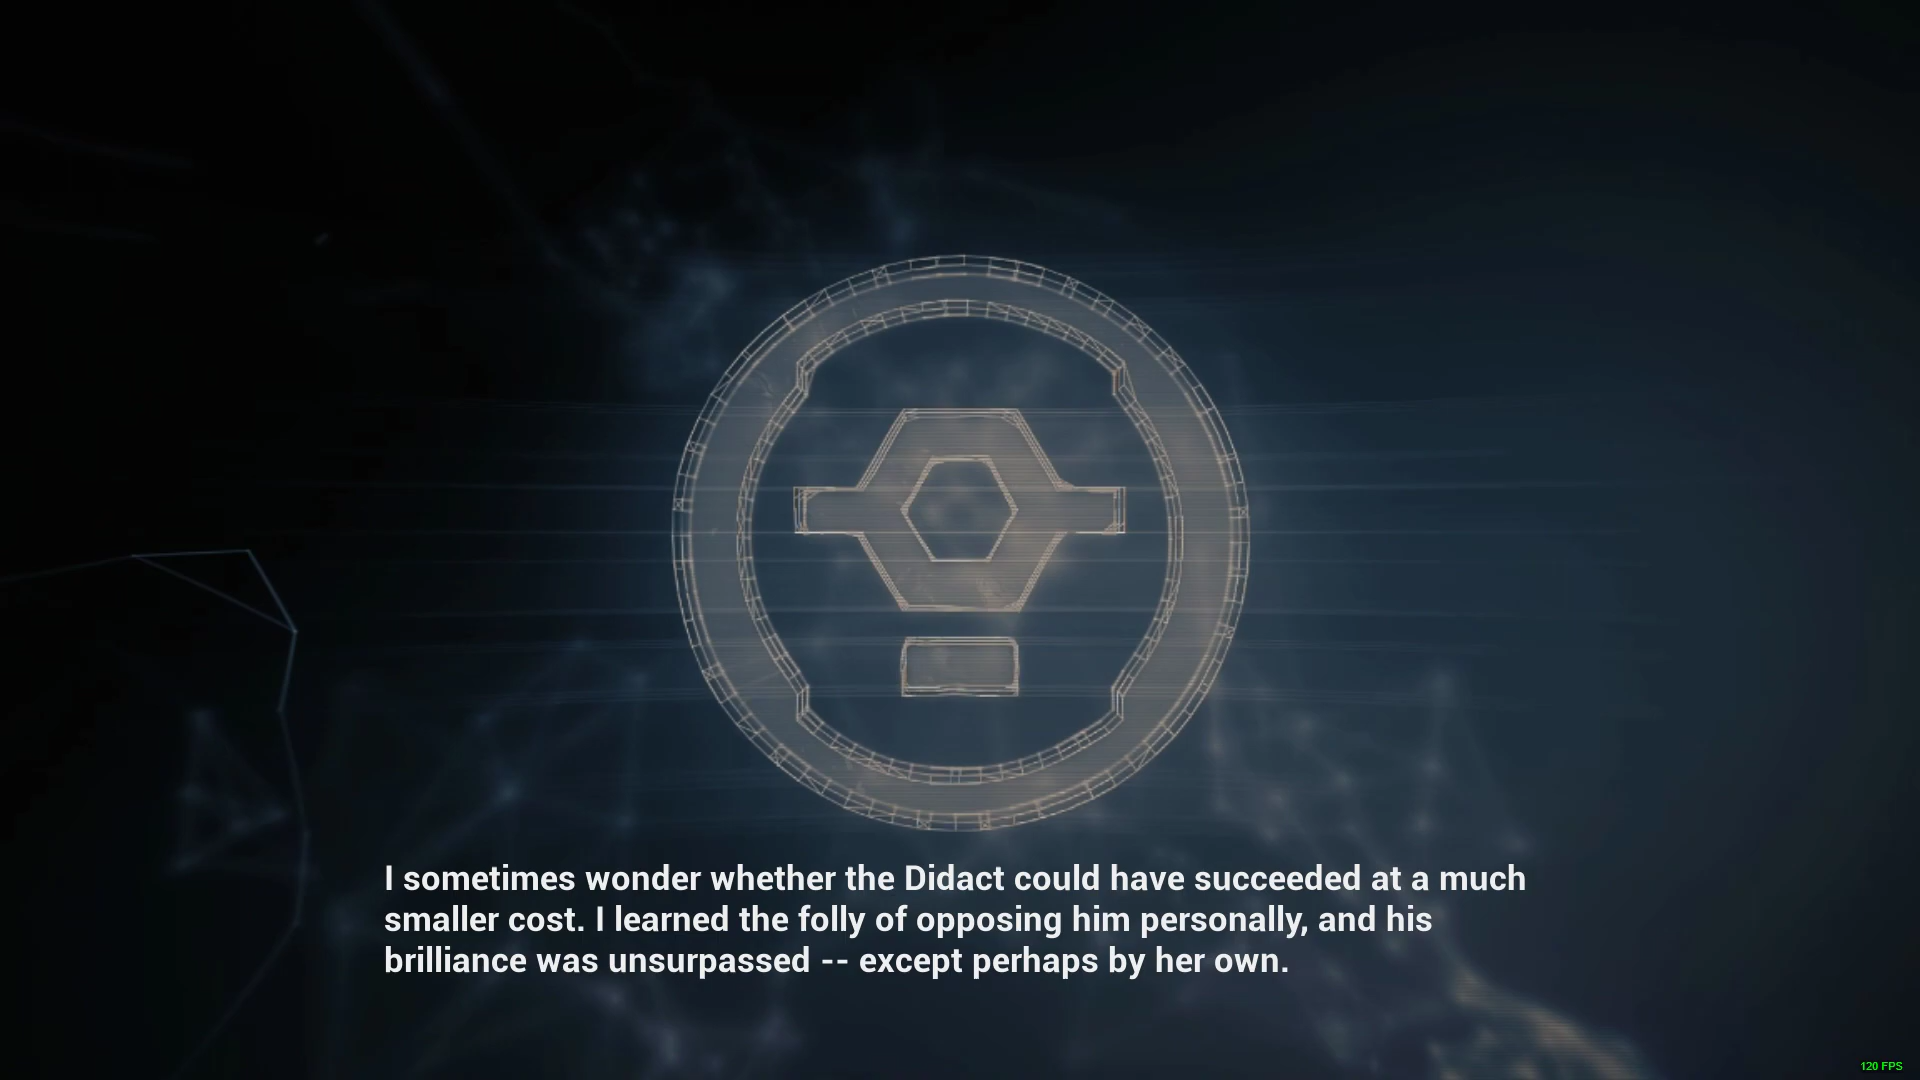 I sometimes wonder whether the Didact could have succeeded at a much
smaller cost. I learned the folly of opposing him personally, and his
brilliance was unsurpassed -- except perhaps by her own.
120 FPS